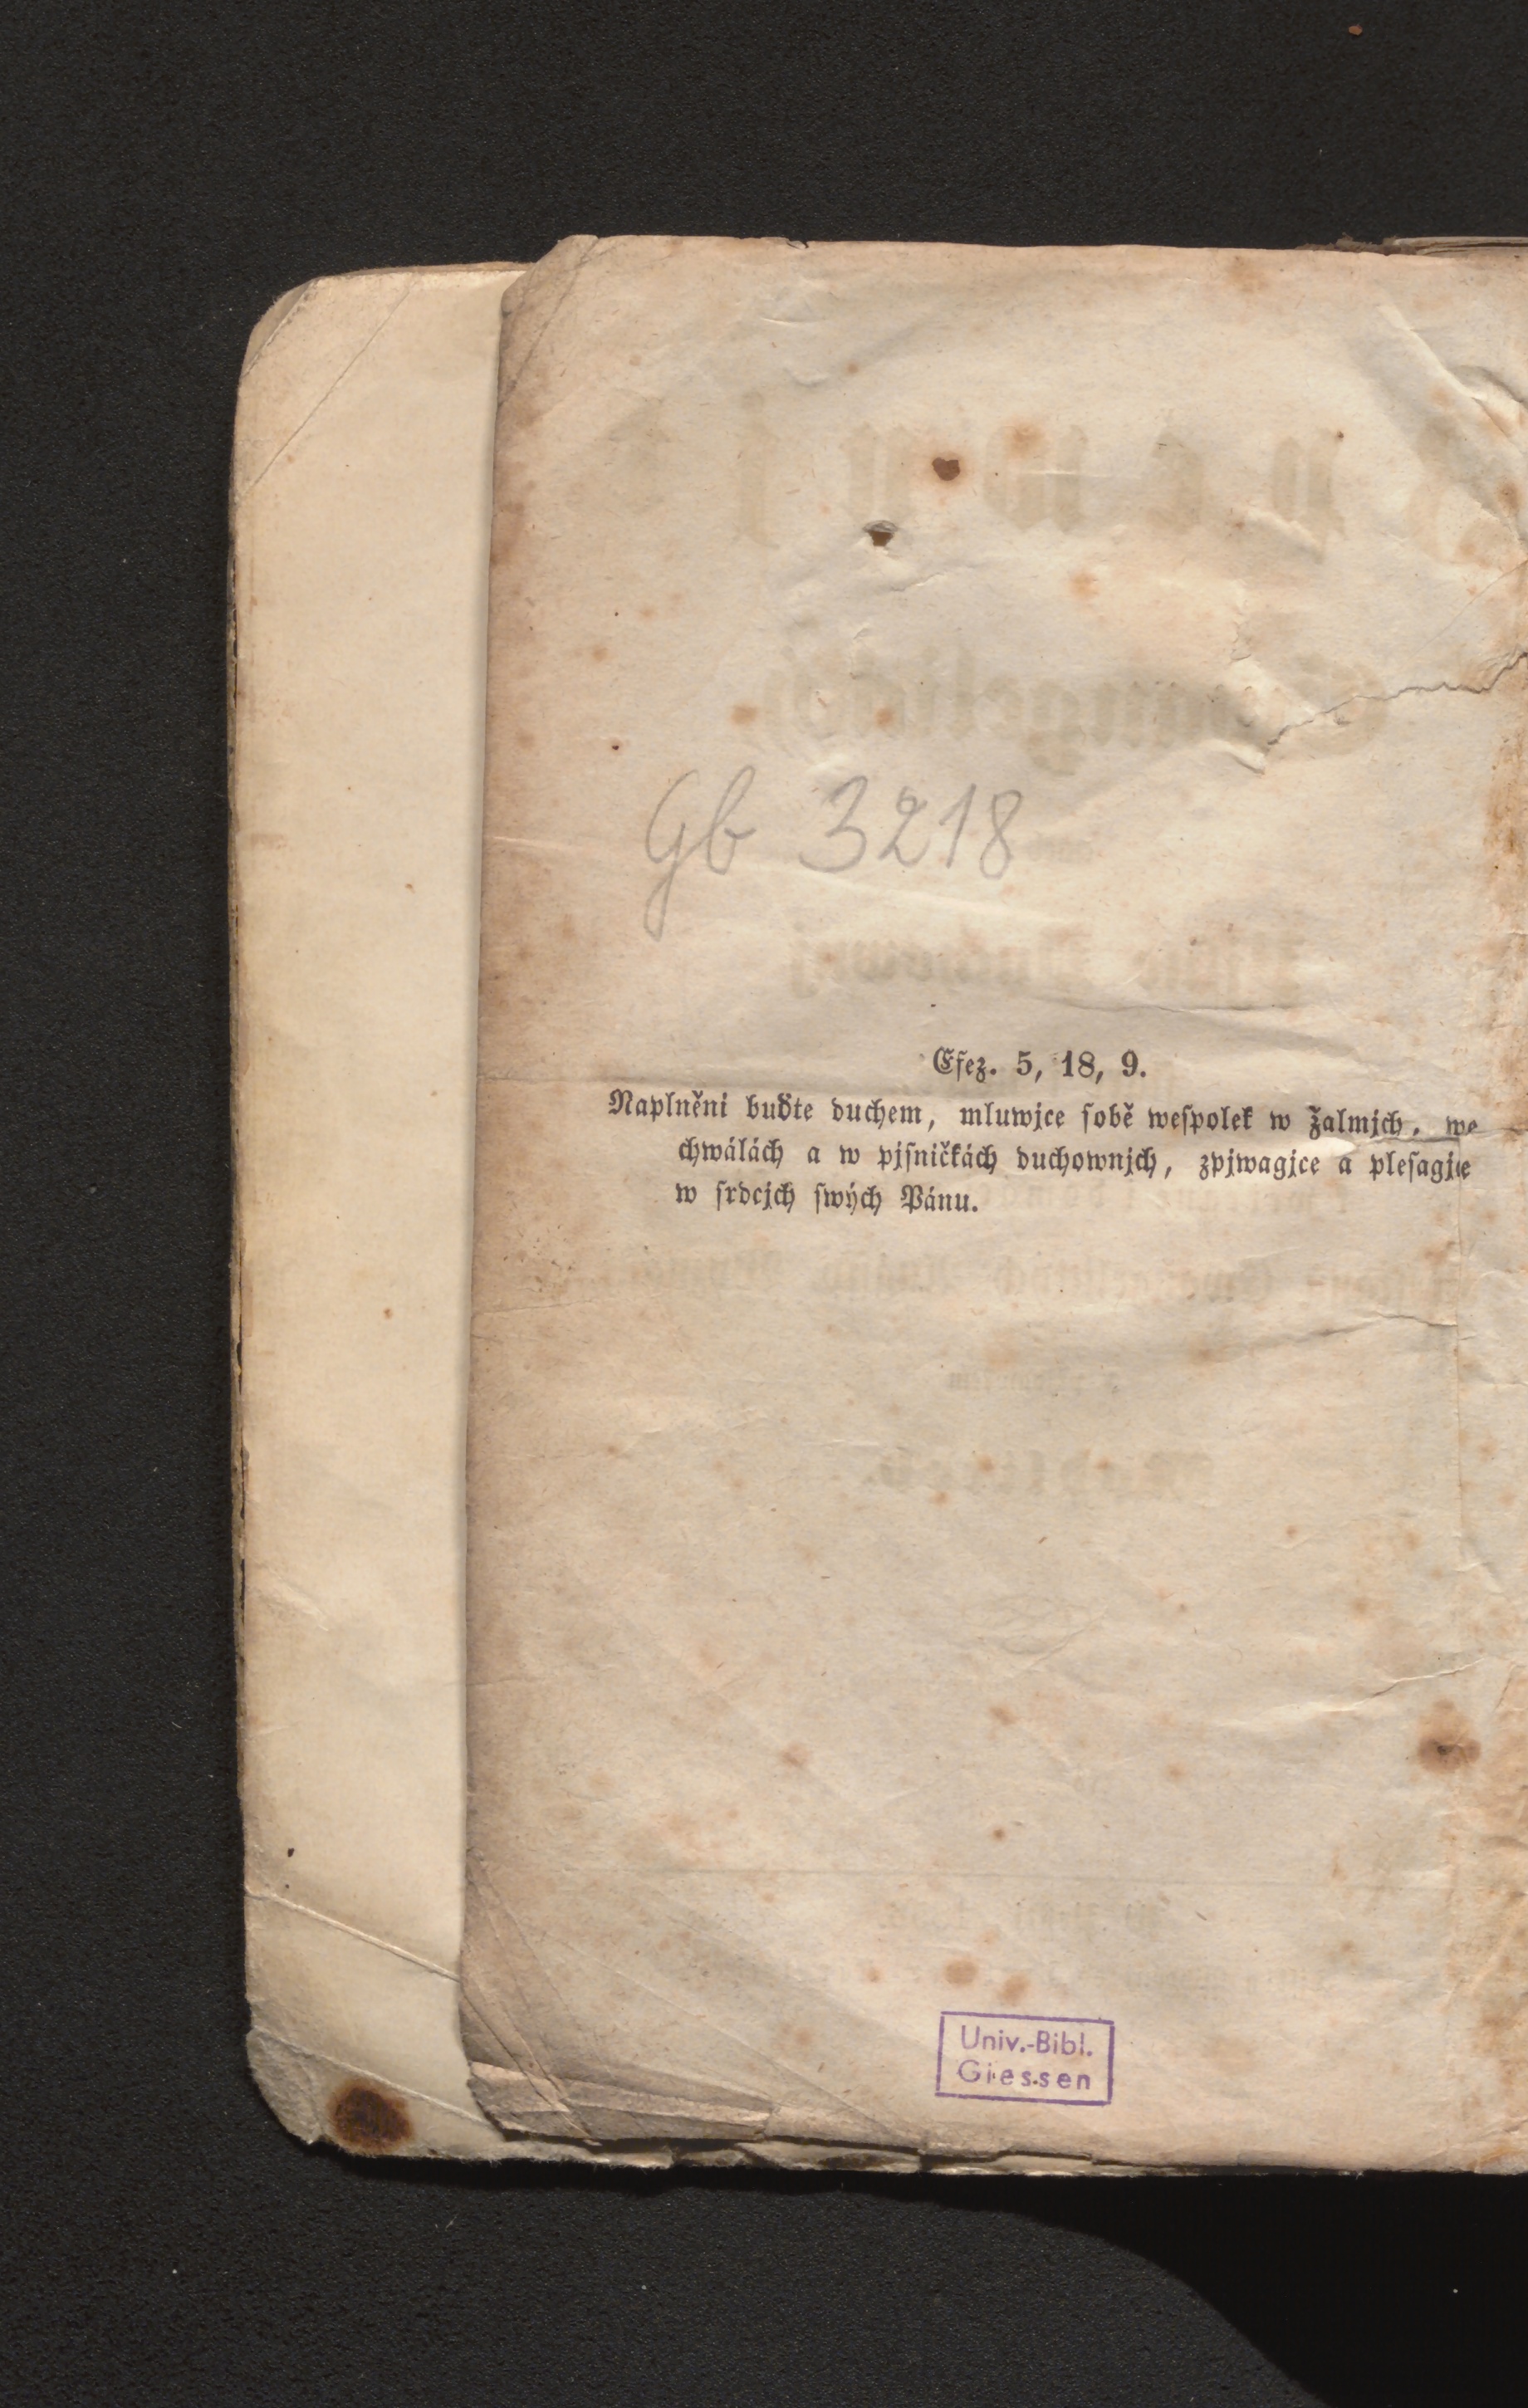 Gb 3218
Efez. 5, 18, 9.
Naplněni buďte duchem, mluwjce sobě wespolek w žalmjch, we
chwálách a w pjsničkách duchownjch, zpjwagjce a plesagjce
w srdcjch swých Pánu.
Univ.-Bibl.
Giessen